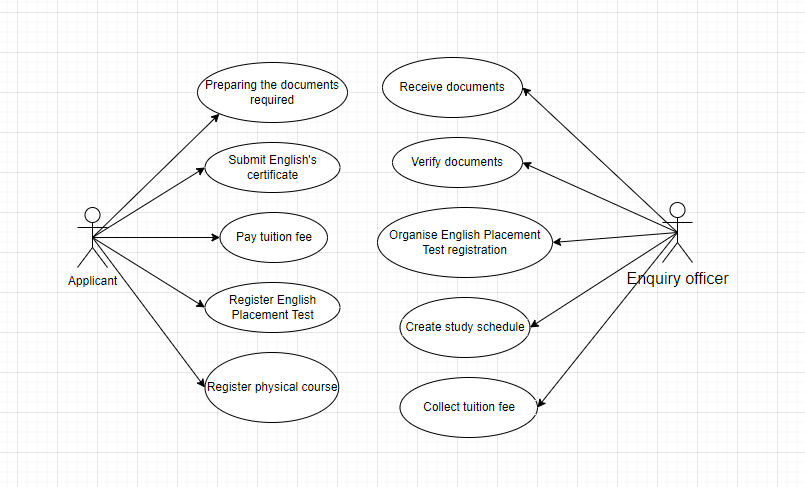 Preparing the documents
required
Submit English's
certificate
Pay tuition fee
Register English
Placement Test
Register physical course
Applicant
Receive documents
Verify documents
Organise English Placement
Test registration
Create study schedule
Collect tuition fee
Enquiry officer